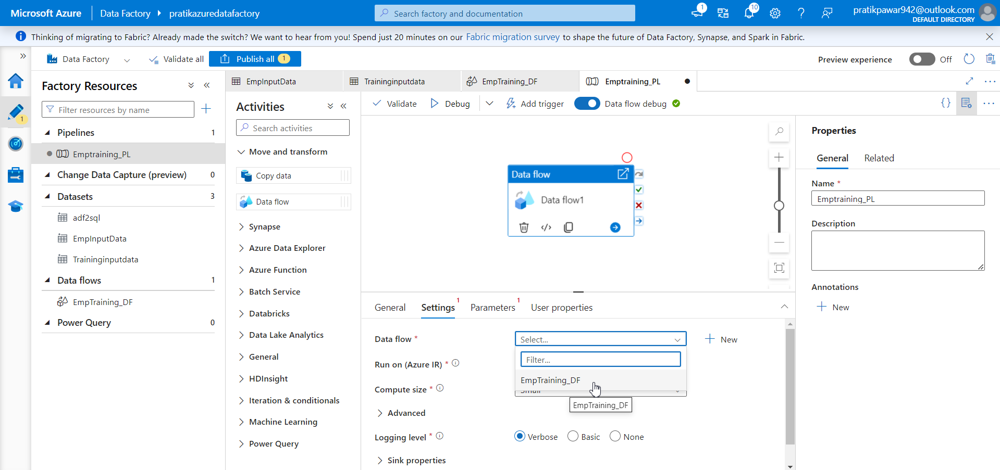 Microsoft Azure
Data Factory
pratikazuredatafactory
Search factory and documentation
1
10
pratikpawar942@outlook.com
DEFAULT DIRECTORY
Thinking of migrating to Fabric? Already made the switch? We want to hear from you! Spend just 20 minutes on our Fabric migration survey to shape the future of Data Factory, Synapse, and Spark in Fabric.
Data Factory
Validate all
Publish all 1
Preview experience
Off
1
Factory Resources
Filter resources by name
Pipelines 1
Emptraining_PL
Change Data Capture (preview) 0
Datasets 3
adf2sql
EmpInputData
Traininginputdata
Data flows 1
EmpTraining_DF
Power Query 0
EmpInputData
Traininginputdata
EmpTraining_DF
Emptraining_PL
Activities
Search activities
Move and transform
Copy data
Data flow
Synapse
Azure Data Explorer
Azure Function
Batch Service
Databricks
Data Lake Analytics
General
HDInsight
Iteration & conditionals
Machine Learning
Power Query
Validate
Debug
Add trigger
Data flow debug
{}
Data flow
Data flow1
</>
General
Settings 1
Parameters 1
User properties
Data flow *
Select...
New
Filter...
EmpTraining_DF
Run on (Azure IR) *
Compute size *
Small
EmpTraining_DF
Advanced
Logging level *
Verbose
Basic
None
Sink properties
Properties
General
Related
Name *
Emptraining_PL
Description
Annotations
New